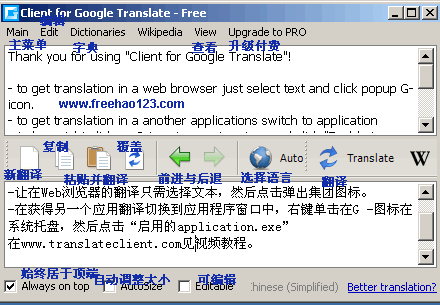 Client for Google Translate - Free
编辑
Main Edit Dictionaries Wikipedia View Upgrade to PRO
主菜单 字典 查看 升级付费
Thank you for using "Client for Google Translate"!
- to get translation in a web browser just select text and click popup G-
icon.
www.freehao123.com
- to get translation in a another applications switch to application
复制 覆盖
Auto Translate W
新翻译 粘贴并翻译 前进与后退 选择语言 翻译
-让在Web浏览器的翻译只需选择文本，然后点击弹出集团图标。
-在获得另一个应用翻译切换到应用程序窗口中，右键单击在G -图标在
系统托盘，然后点击“启用的application.exe”
在www.translateclient.com见视频教程。
始终居于顶端 自动调整大小 可编辑
Always on top AutoSize Editable hinese (Simplified) Better translation?